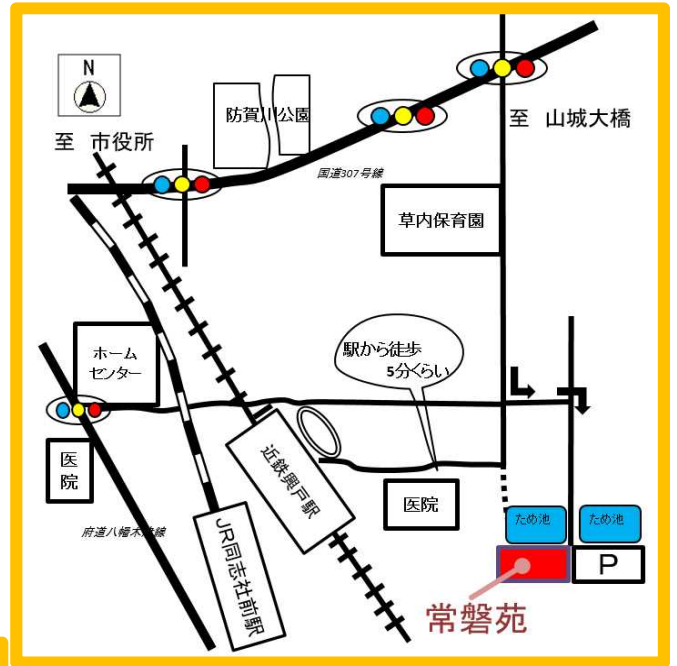 N
防賀川公園
至 市役所
至 山城大橋
国道307号線
草内保育園
ホーム
センター
駅から徒歩
5分くらい
医
院
近鉄興戸駅
医院
ため池
ため池
府道八幡木津線
JR同志社前駅
P
常磐苑